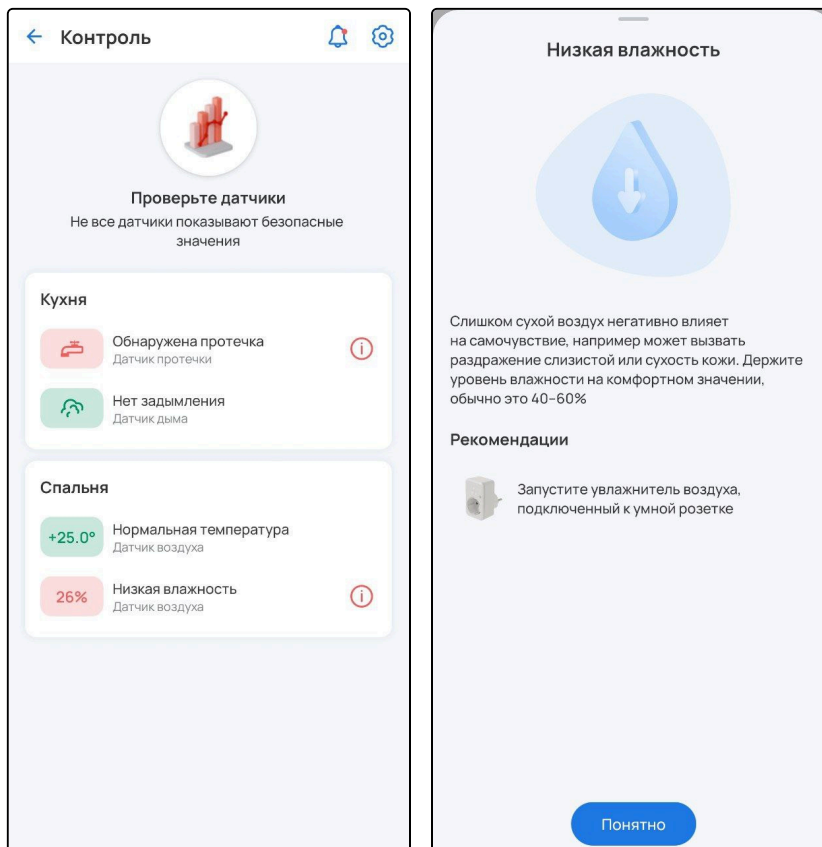 Контроль
Проверьте датчики
Не все датчики показывают безопасные
значения
Кухня
Обнаружена протечка
Датчик протечки
Нет задымления
Датчик дыма
Спальня
+25.0°
Нормальная температура
Датчик воздуха
26%
Низкая влажность
Датчик воздуха
Низкая влажность
Слишком сухой воздух негативно влияет
на самочувствие, например может вызвать
раздражение слизистой или сухость кожи. Держите
уровень влажности на комфортном значении,
обычно это 40–60%
Рекомендации
Запустите увлажнитель воздуха,
подключенный к умной розетке
Понятно